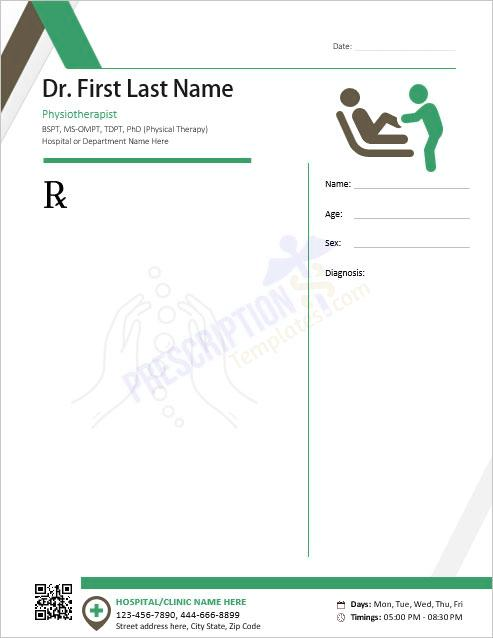 Date:
Dr. First Last Name
Physiotherapist
BSPT, MS-OMPT, TDPT, PhD (Physical Therapy)
Hospital or Department Name Here
℞
Name:
Age:
Sex:
Diagnosis:
PRESCRIPTION
Templates.com
HOSPITAL/CLINIC NAME HERE
123-456-7890, 444-666-8899
Street address here, City State, Zip Code
Days: Mon, Tue, Wed, Thu, Fri
Timings: 05:00 PM - 08:30 PM